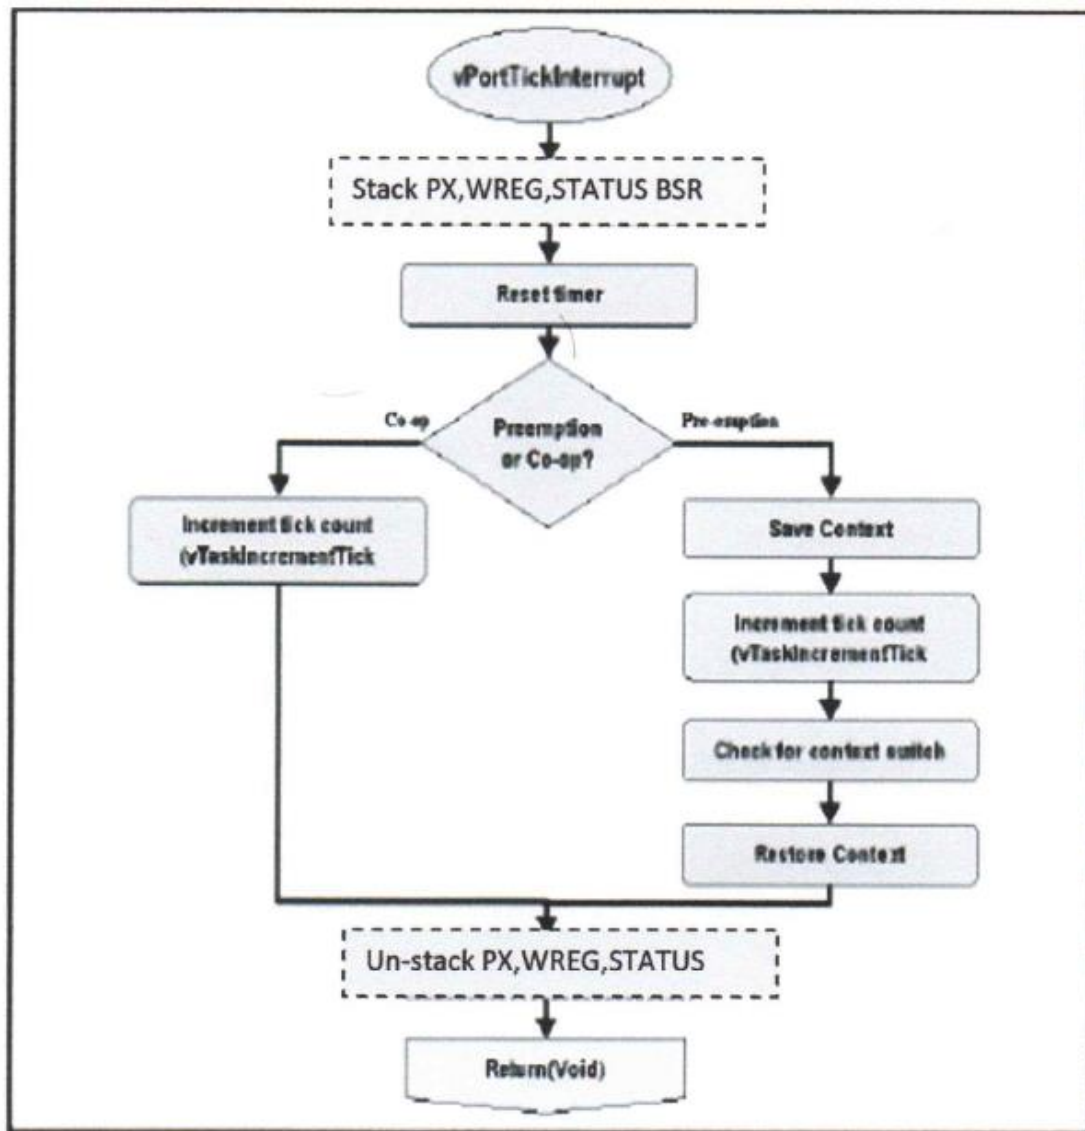 vPortTickInterrupt
Stack PX,WREG,STATUS BSR
Reset timer
Preemption
or Co-op?
Co-op
Pre-emption
Increment tick count
(vTaskIncrementTick
Save Context
Increment tick count
(vTaskIncrementTick
Check for context switch
Restore Context
Un-stack PX,WREG,STATUS
Return(Void)